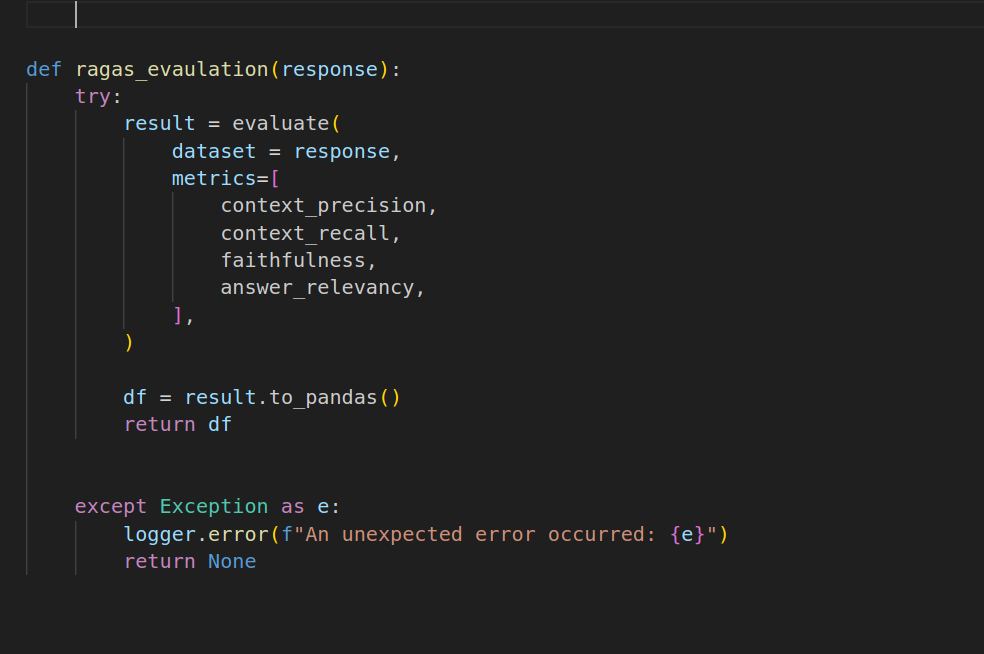 def ragas_evaulation(response):
    try:
        result = evaluate(
            dataset = response,
            metrics=[
                context_precision,
                context_recall,
                faithfulness,
                answer_relevancy,
            ],
        )
        df = result.to_pandas()
        return df
    except Exception as e:
        logger.error(f"An unexpected error occurred: {e}")
        return None